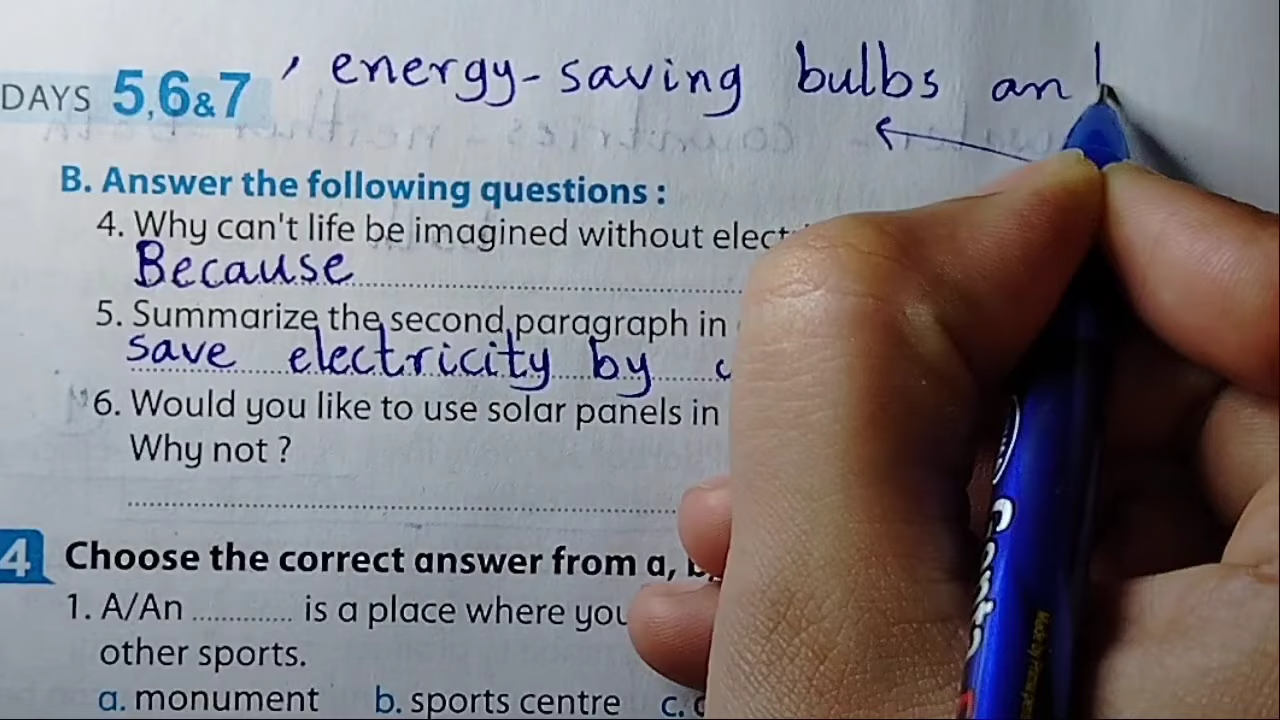 DAYS 5,6&7 , energy-saving bulbs an
B. Answer the following questions :
4. Why can't life be imagined without
Because
5. Summarize the second paragraph in
save electricity by
6. Would you like to use solar panels in
Why not ?
4 Choose the correct answer from a,
1. A/An ............. is a place where you
other sports.
a. monument b. sports centre c.